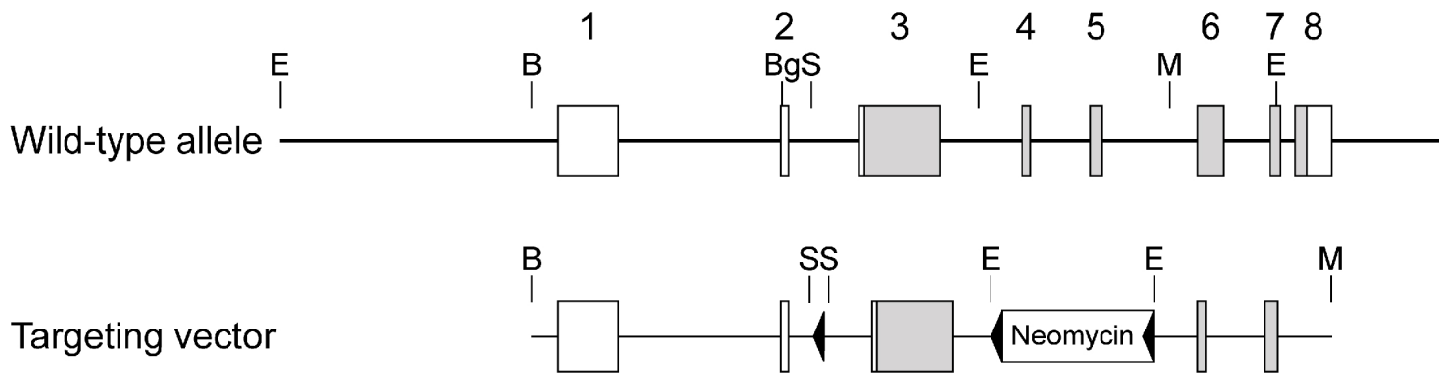 1 2 3 4 5 6 7 8
E B BgS E M E
Wild-type allele
B SS E E M
Targeting vector Neomycin